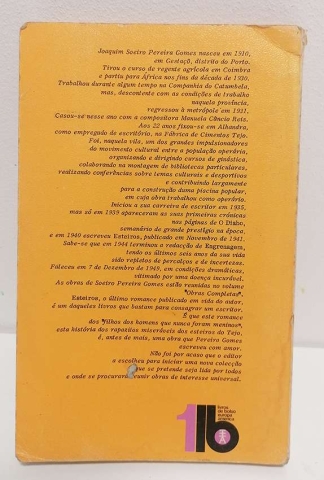 Joaquim Soeiro Pereira Gomes nasceu em 1910,
em Gestaçô, distrito do Porto.
Tirou o curso de regente agrícola em Coimbra
e partiu para África nos fins da década de 1920.
Trabalhou durante algum tempo na Companhia do Catumbela,
mas, descontente com as condições de trabalho
naquela província,
regressou à metrópole em 1931.
Casou-se nesse ano com a compositora Manuela Câncio Reis.
Aos 22 anos fixou-se em Alhandra,
como empregado de escritório, na Fábrica de Cimentos Tejo.
Foi, naquela vila, um dos grandes impulsionadores
do movimento cultural entre a população operária,
organizando e dirigindo cursos de ginástica,
colaborando na montagem de bibliotecas particulares,
realizando conferências sobre temas culturais e desportivos
e contribuindo largamente
para a construção duma piscina popular,
em cuja obra trabalhou como operário.
Iniciou a sua carreira de escritor em 1935,
mas só em 1939 apareceram as suas primeiras crónicas
nas páginas de O Diabo,
semanário de grande prestígio na época,
e em 1940 escreveu Esteiros, publicado em Novembro de 1941.
Sabe-se que em 1944 terminou a redacção de Engrenagem,
tendo os últimos seis anos da sua vida
sido repletos de percalços e de incertezas.
Faleceu em 7 de Dezembro de 1949, em condições dramáticas,
vitimado por uma doença incurável.
As obras de Soeiro Pereira Gomes estão reunidas no volume
"Obras Completas".
Esteiros, o último romance publicado em vida do autor,
é um daqueles livros que bastam para consagrar um escritor.
É que este romance
dos "filhos dos homens que nunca foram meninos",
esta história dos rapazitos miseráveis dos esteiros do Tejo,
é, antes do mais, uma obra que Pereira Gomes
escreveu com amor.
Não foi por acaso que o editor
a escolheu para iniciar uma nova colecção
que se pretende seja lida por todos
e onde se procurará reunir obras de interesse universal.
1lb
livros
de bolso
europa
américa